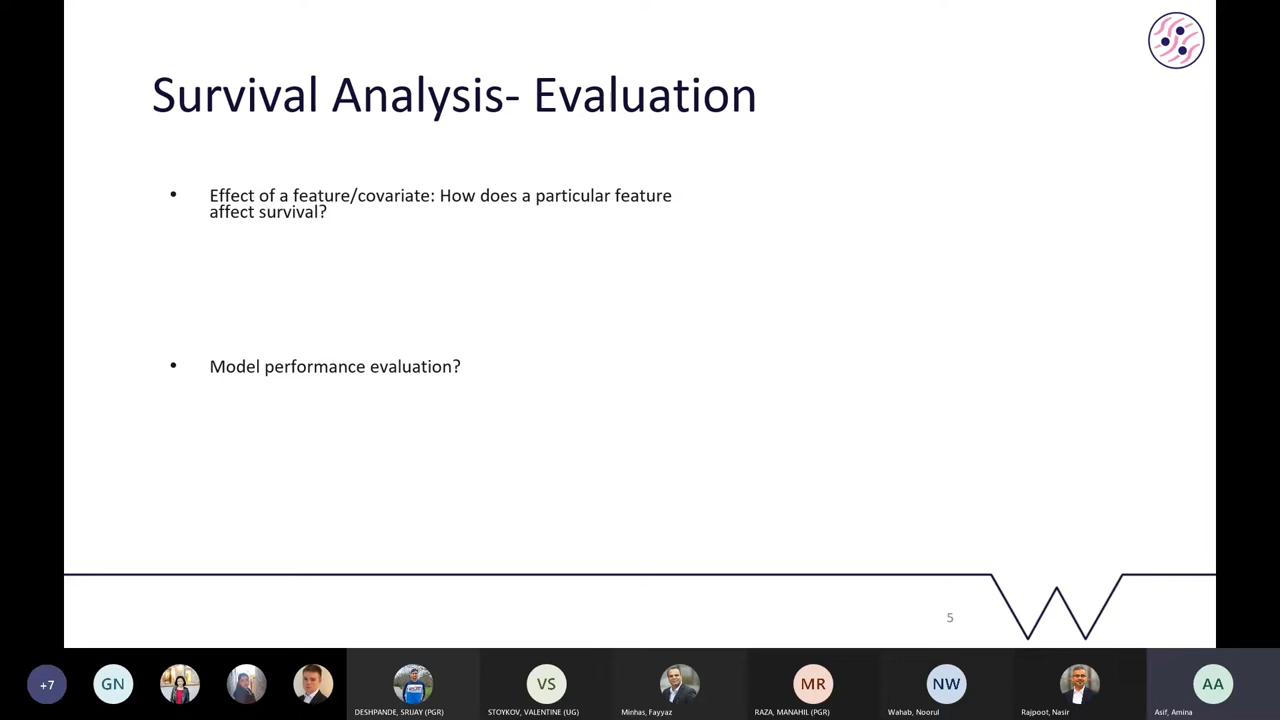 Survival Analysis- Evaluation
• Effect of a feature/covariate: How does a particular feature
affect survival?
• Model performance evaluation?
5
+7
GN
VS
MR
NW
AA
DESHPANDE, SRIJAY (PGR)
STOYKOV, VALENTINE (UG)
Minhas, Fayyaz
RAZA, MANAHIL (PGR)
Wahab, Noorul
Rajpoot, Nasir
Asif, Amina